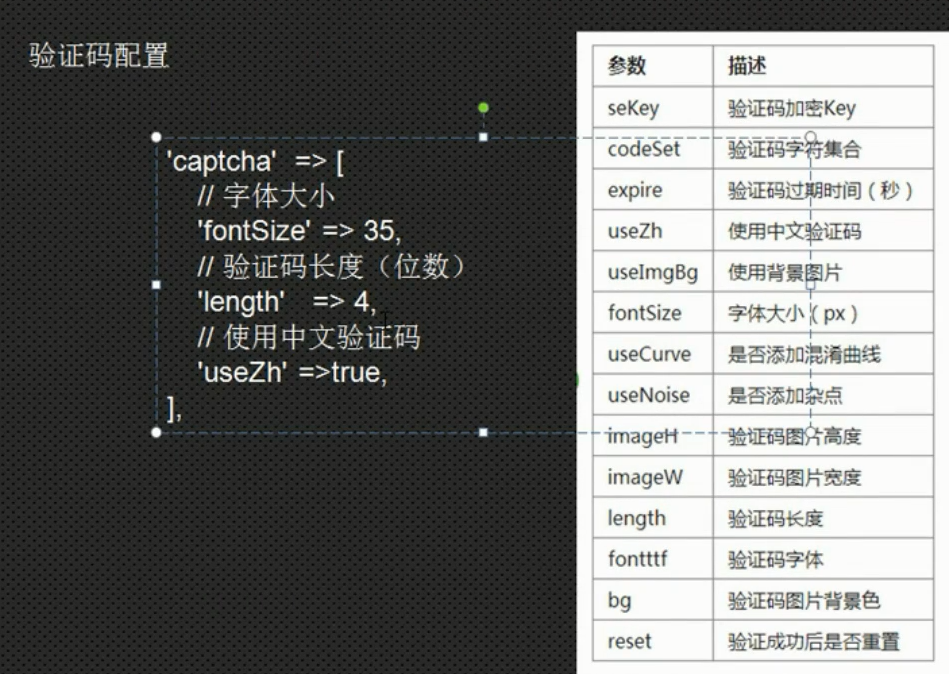 验证码配置
'captcha' => [
// 字体大小
'fontSize' => 35,
// 验证码长度（位数）
'length' => 4,
// 使用中文验证码
'useZh' =>true,
],
参数 描述
seKey 验证码加密Key
codeSet 验证码字符集合
expire 验证码过期时间（秒）
useZh 使用中文验证码
useImgBg 使用背景图片
fontSize 字体大小（px）
useCurve 是否添加混淆曲线
useNoise 是否添加杂点
imageH 验证码图片高度
imageW 验证码图片宽度
length 验证码长度
fontttf 验证码字体
bg 验证码图片背景色
reset 验证成功后是否重置